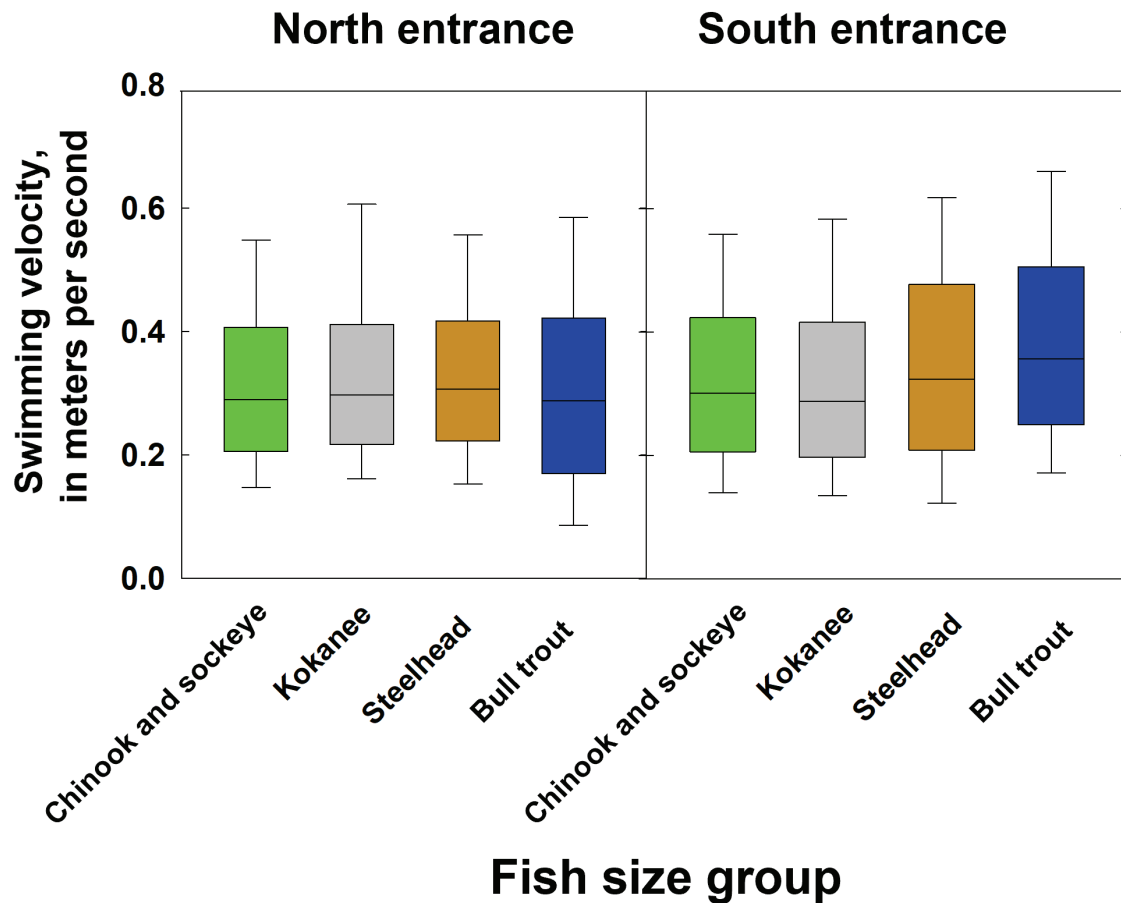 North entrance
South entrance
Swimming velocity,
in meters per second
0.8
0.6
0.4
0.2
0.0
Chinook and sockeye
Kokanee
Steelhead
Bull trout
Chinook and sockeye
Kokanee
Steelhead
Bull trout
Fish size group